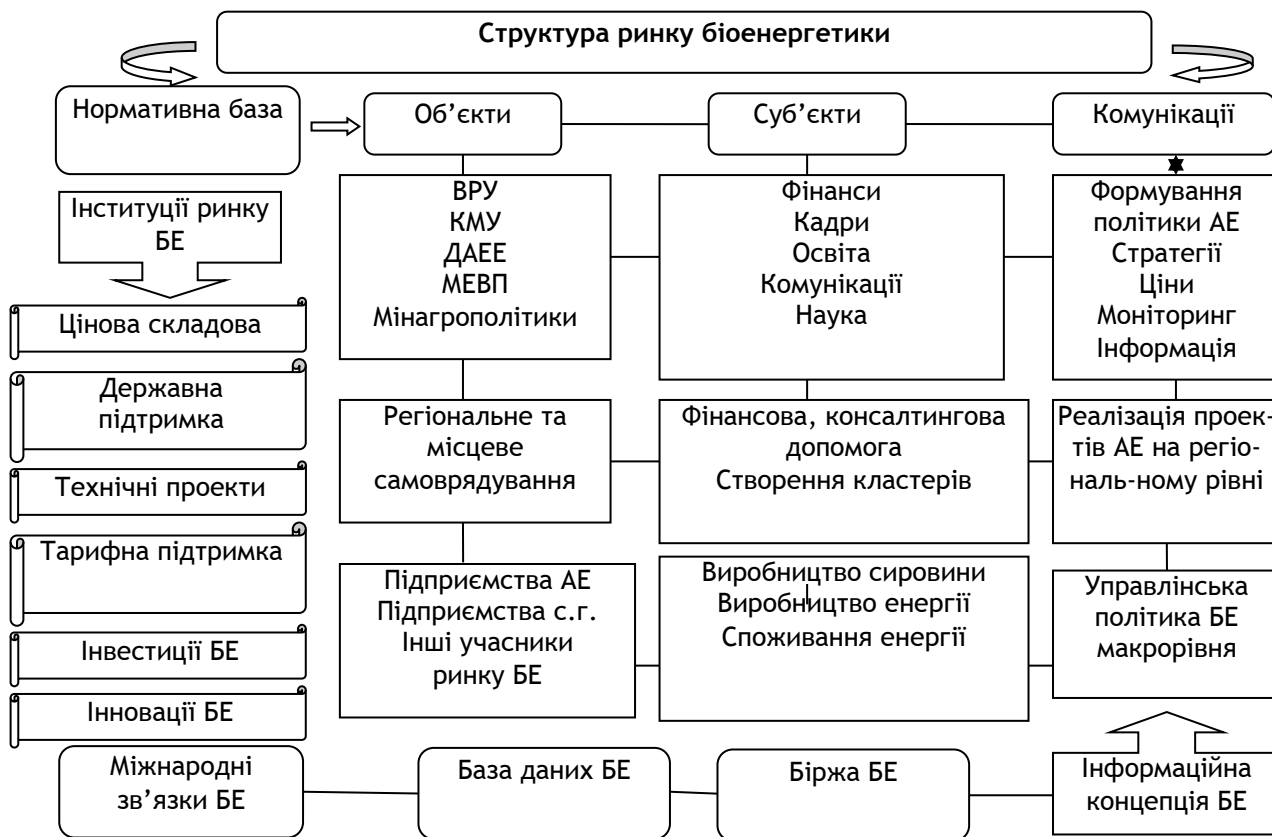 Структура ринку біоенергетики
Нормативна база
Об’єкти
Суб’єкти
Комунікації
Інституції ринку
БЕ
Цінова складова
Державна
підтримка
Технічні проекти
Тарифна підтримка
Інвестиції БЕ
Інновації БЕ
ВРУ
КМУ
ДАЕЕ
МЕВП
Мінагрополітики
Фінанси
Кадри
Освіта
Комунікації
Наука
Формування
політики АЕ
Стратегії
Ціни
Моніторинг
Інформація
Регіональне та
місцеве
самоврядування
Фінансова, консалтингова
допомога
Створення кластерів
Реалізація проек-
тів АЕ на регіо-
наль-ному рівні
Підприємства АЕ
Підприємства с.г.
Інші учасники
ринку БЕ
Виробництво сировини
Виробництво енергії
Споживання енергії
Управлінська
політика БЕ
макрорівня
Міжнародні
зв’язки БЕ
База даних БЕ
Біржа БЕ
Інформаційна
концепція БЕ